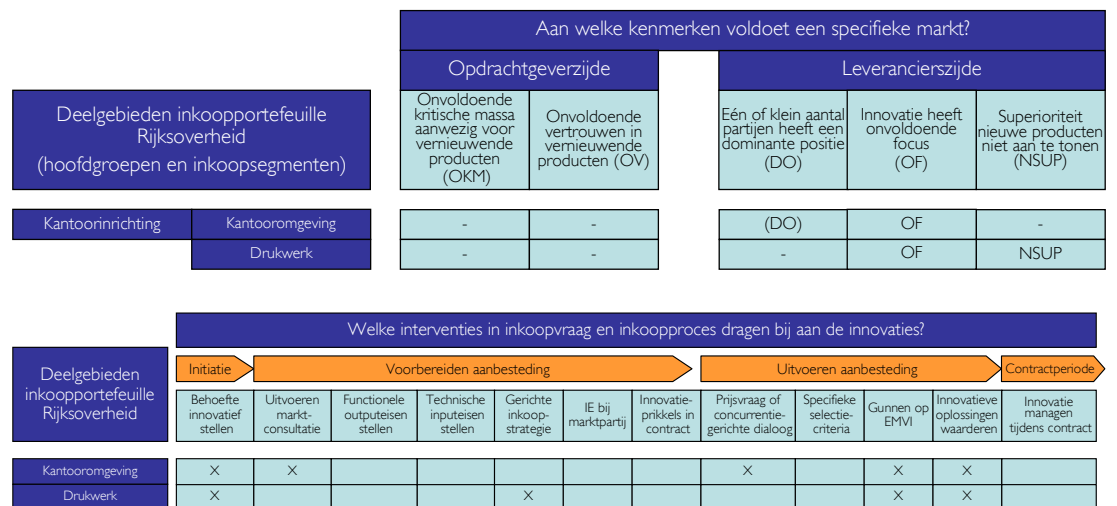 Aan welke kenmerken voldoet een specifieke markt?
Opdrachtgeverzijde
Leverancierszijde
Deelgebieden inkoopportefeuille
Rijksoverheid
(hoofdgroepen en inkoopsegmenten)
Onvoldoende
kritische massa
aanwezig voor
vernieuwende
producten
(OKM)
Onvoldoende
vertrouwen in
vernieuwende
producten (OV)
Eén of klein aantal
partijen heeft een
dominante positie
(DO)
Innovatie heeft
onvoldoende
focus
(OF)
Superioriteit
nieuwe producten
niet aan te tonen
(NSUP)
Kantoorinrichting Kantooromgeving - - (DO) OF -
Drukwerk - - - OF NSUP
Welke interventies in inkoopvraag en inkoopproces dragen bij aan de innovaties?
Deelgebieden
inkoopportefeuille
Rijksoverheid
Initiatie Voorbereiden aanbesteding Uitvoeren aanbesteding Contractperiode
Behoefte
innovatief
stellen
Uitvoeren
markt-
consultatie
Functionele
outputeisen
stellen
Technische
inputeisen
stellen
Gerichte
inkoop-
strategie
IE bij
marktpartij
Innovatie-
prikkels in
contract
Prijsvraag of
concurrentie-
gerichte dialoog
Specifieke
selectie-
criteria
Gunnen op
EMVI
Innovatieve
oplossingen
waarderen
Innovatie
managen
tijdens contract
Kantooromgeving X X X X X
Drukwerk X X X X